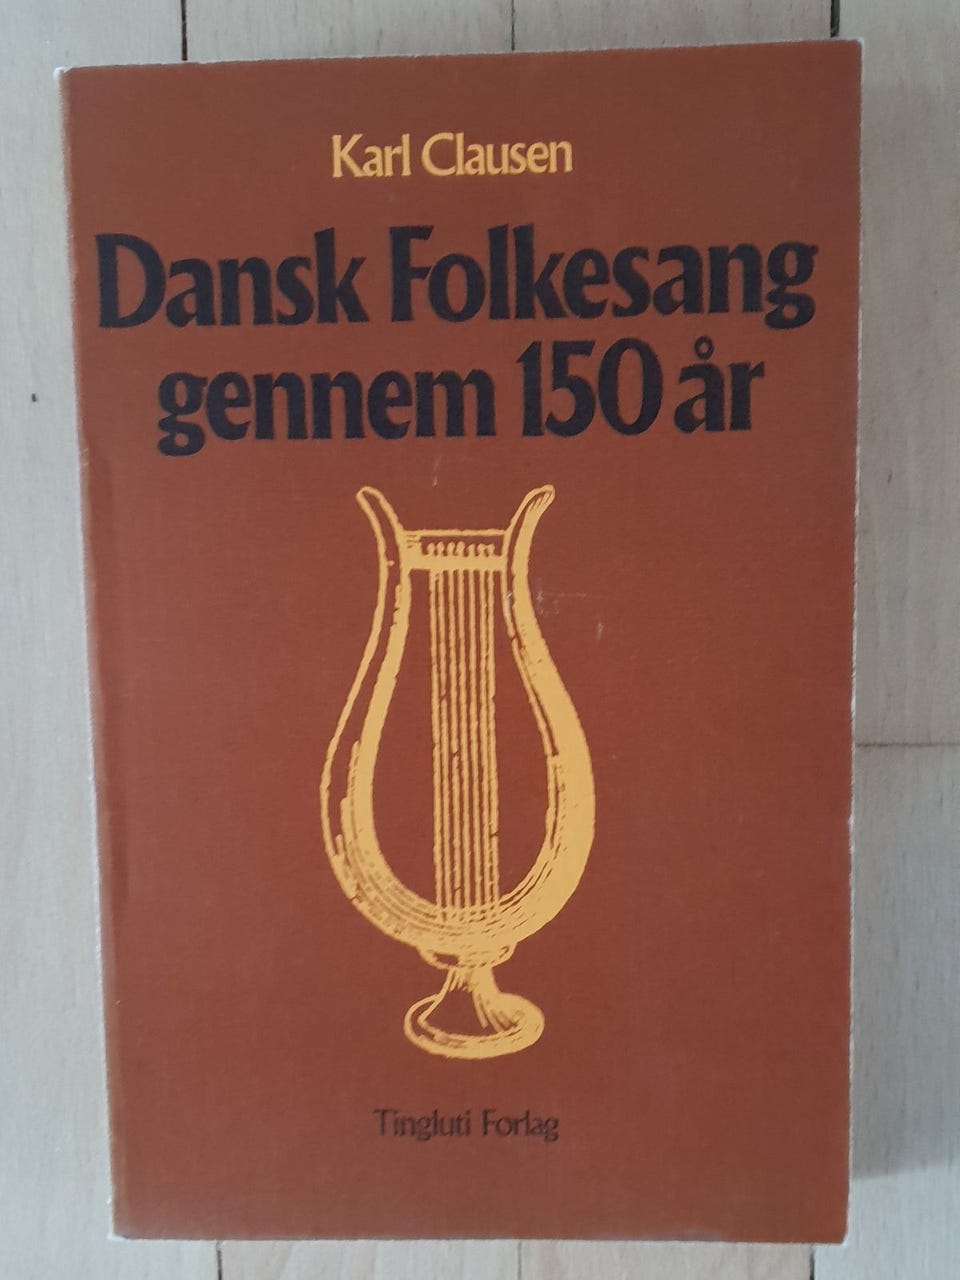 Karl Clausen
Dansk Folkesang
gennem 150 år
Tingluti Forlag